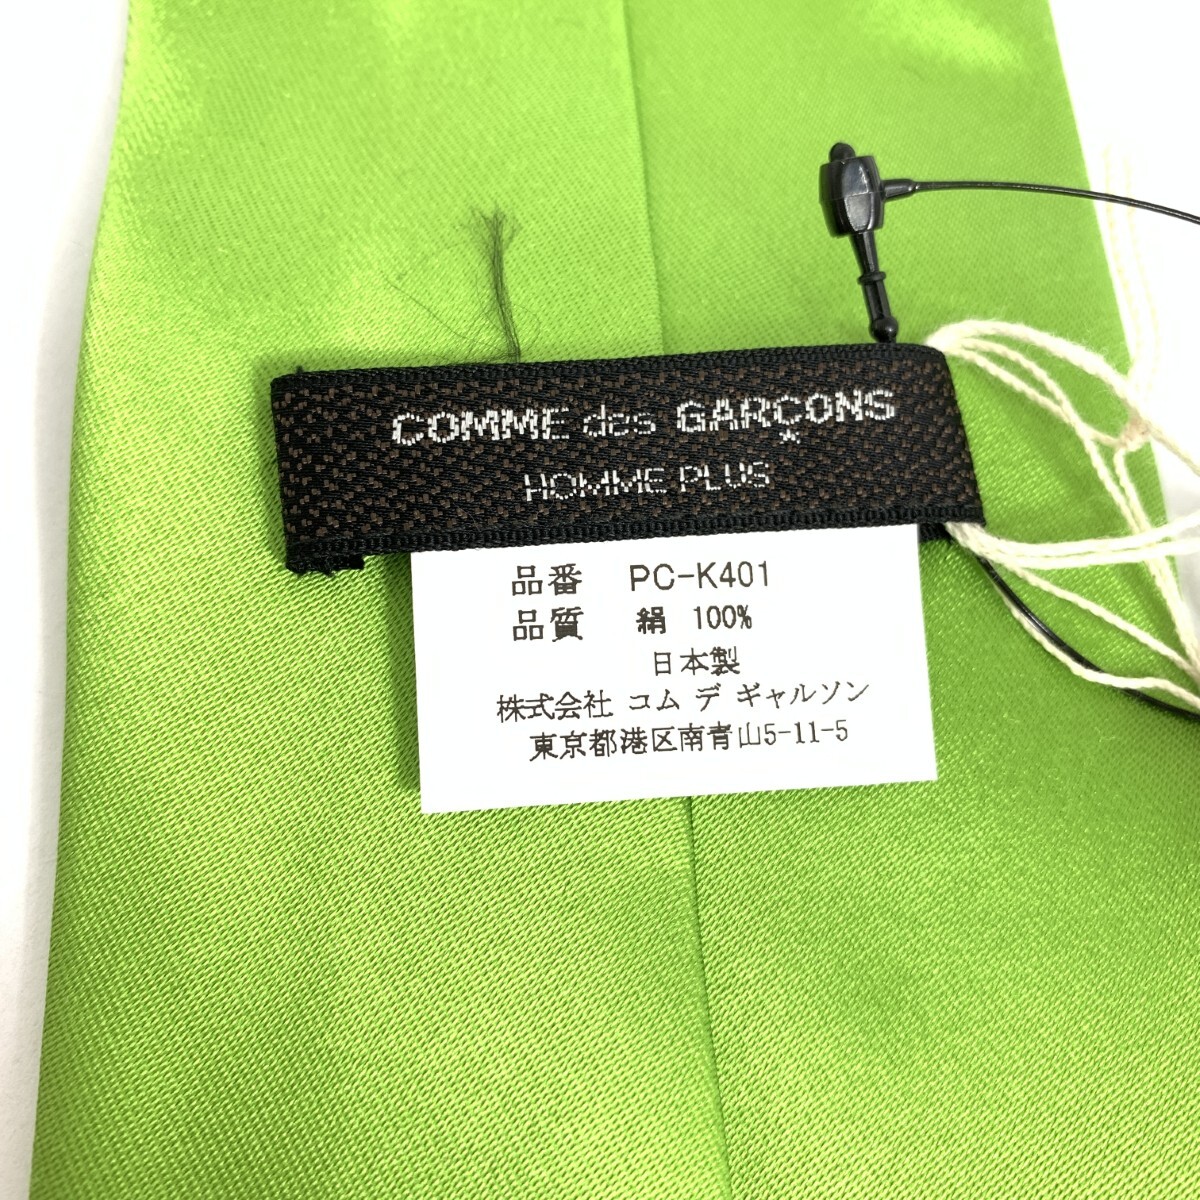 COMME des GARÇONS
HOMME PLUS
品番 PC-K401
品質 絹 100%
日本製
株式会社 コム デ ギャルソン
東京都港区南青山5-11-5